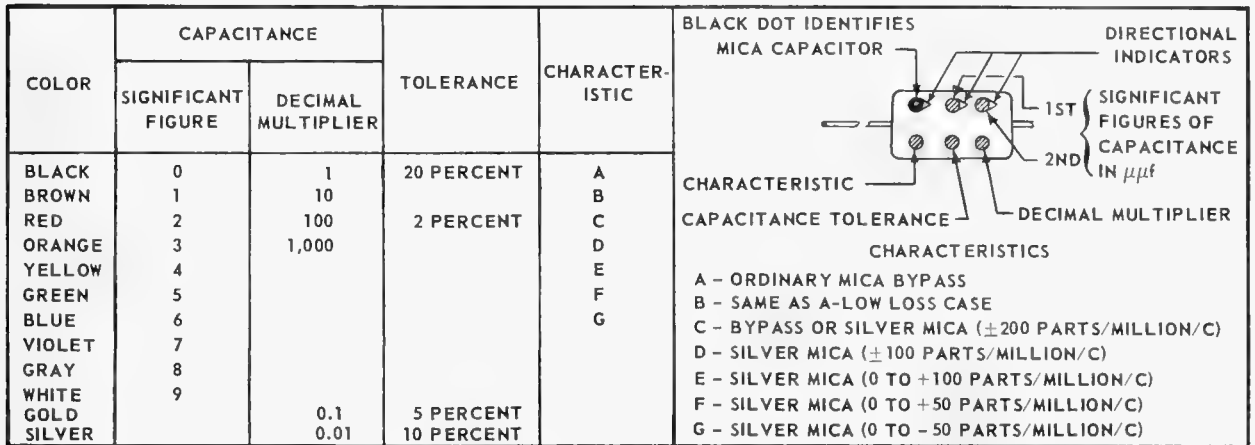 COLOR CAPACITANCE TOLERANCE CHARACTER-
ISTIC
SIGNIFICANT
FIGURE
DECIMAL
MULTIPLIER
BLACK 0 1 20 PERCENT A
BROWN 1 10 B
RED 2 100 2 PERCENT C
ORANGE 3 1,000 D
YELLOW 4 E
GREEN 5 F
BLUE 6 G
VIOLET 7
GRAY 8
WHITE 9
GOLD 0.1 5 PERCENT
SILVER 0.01 10 PERCENT
BLACK DOT IDENTIFIES
MICA CAPACITOR
DIRECTIONAL
INDICATORS
1ST
2ND
SIGNIFICANT
FIGURES OF
CAPACITANCE
IN μμf
CHARACTERISTIC
CAPACITANCE TOLERANCE
DECIMAL MULTIPLIER
CHARACTERISTICS
A – ORDINARY MICA BYPASS
B – SAME AS A-LOW LOSS CASE
C – BYPASS OR SILVER MICA (±200 PARTS/MILLION/C)
D – SILVER MICA (±100 PARTS/MILLION/C)
E – SILVER MICA (0 TO +100 PARTS/MILLION/C)
F – SILVER MICA (0 TO +50 PARTS/MILLION/C)
G – SILVER MICA (0 TO -50 PARTS/MILLION/C)